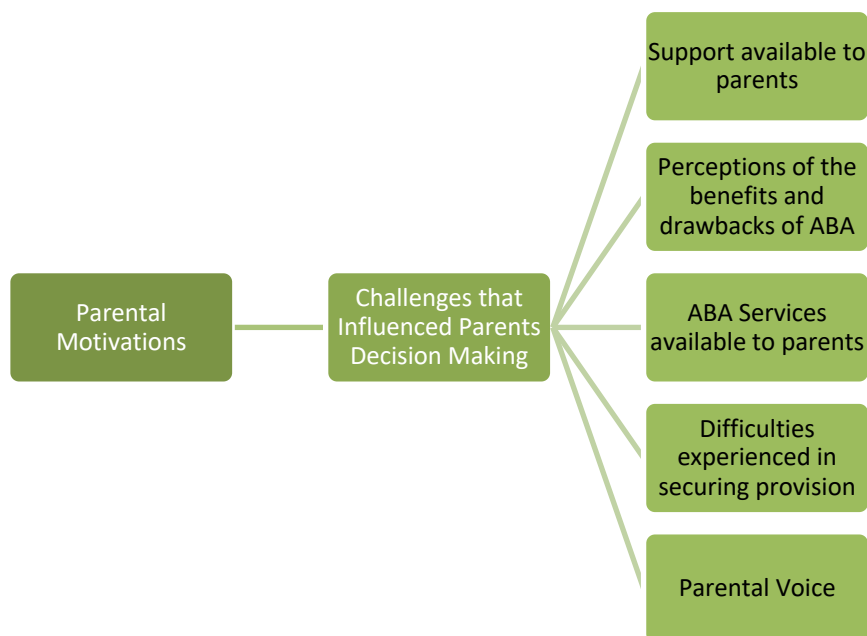 Parental
Motivations
Challenges that
Influenced Parents
Decision Making
Support available to
parents
Perceptions of the
benefits and
drawbacks of ABA
ABA Services
available to parents
Difficulties
experienced in
securing provision
Parental Voice